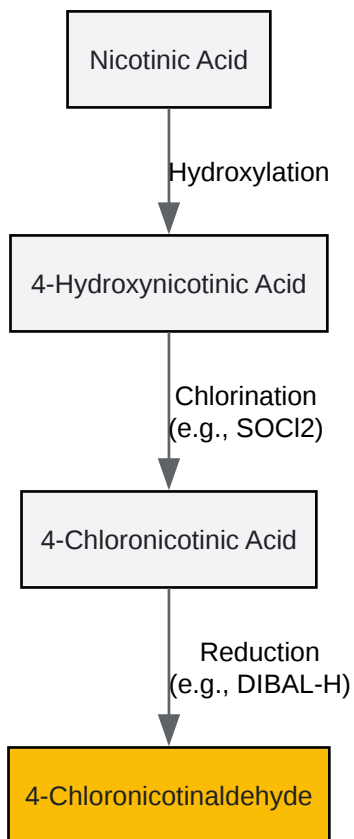 Nicotinic Acid
Hydroxylation
4-Hydroxynicotinic Acid
Chlorination
(e.g., SOCl2)
4-Chloronicotinic Acid
Reduction
(e.g., DIBAL-H)
4-Chloronicotinaldehyde